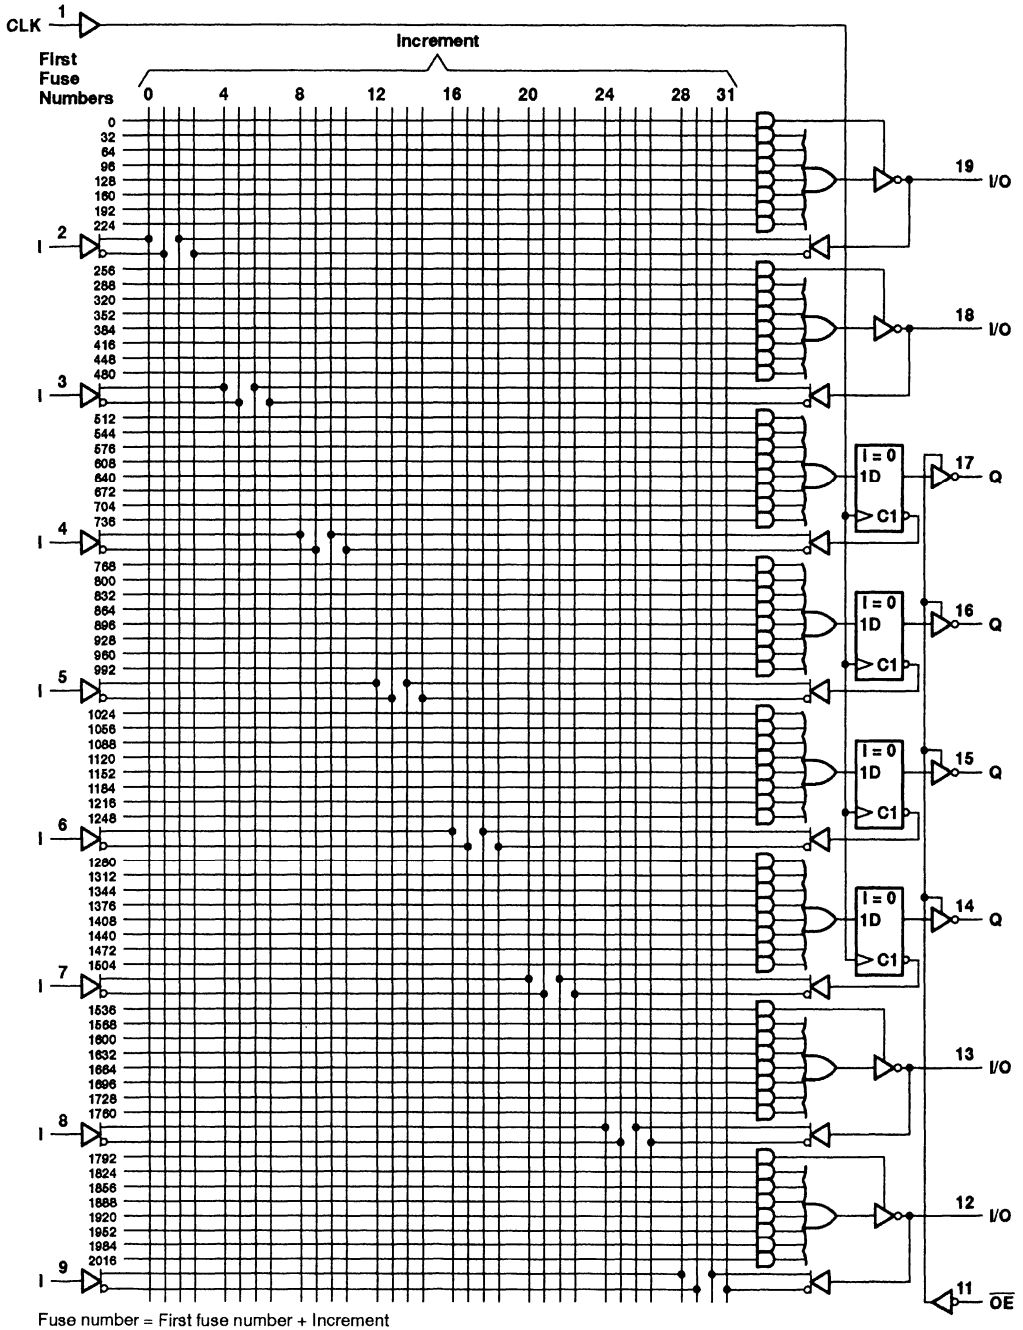 CLK 1
Increment
First
Fuse
Numbers
0 4 8 12 16 20 24 28 31
0
32
64
96
128
160
192
224
19 I/O
I 2
256
288
320
352
384
416
448
480
18 I/O
I 3
512
544
576
608
640
672
704
736
I = 0
1D
C1
17 Q
I 4
768
800
832
864
896
928
960
992
I = 0
1D
C1
16 Q
I 5
1024
1056
1088
1120
1152
1184
1216
1248
I = 0
1D
C1
15 Q
I 6
1280
1312
1344
1376
1408
1440
1472
1504
I = 0
1D
C1
14 Q
I 7
1536
1568
1600
1632
1664
1696
1728
1760
13 I/O
I 8
1792
1824
1856
1888
1920
1952
1984
2016
12 I/O
I 9
11 OE
Fuse number = First fuse number + Increment